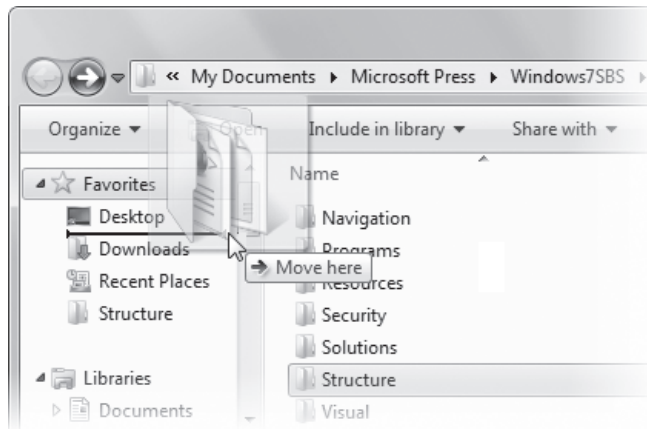 « My Documents ▸ Microsoft Press ▸ Windows7SBS ▸
Organize ▾ Open Include in library ▾ Share with ▾
Favorites
Desktop
Downloads
Recent Places
Structure
Libraries
Documents
Name
Navigation
Programs
Resources
Security
Solutions
Structure
Visual
Move here